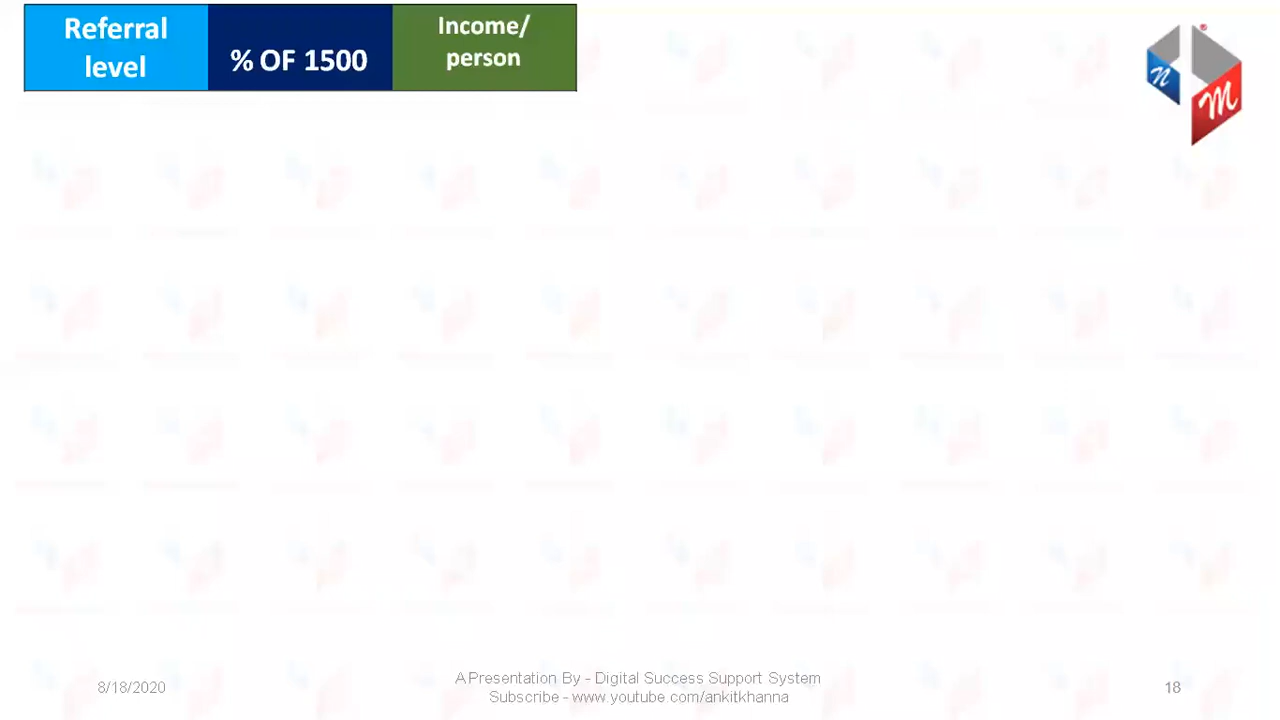 Referral
level
% OF 1500
Income/
person
n
M
8/18/2020
A Presentation By - Digital Success Support System
Subscribe - www.youtube.com/ankitkhanna
18